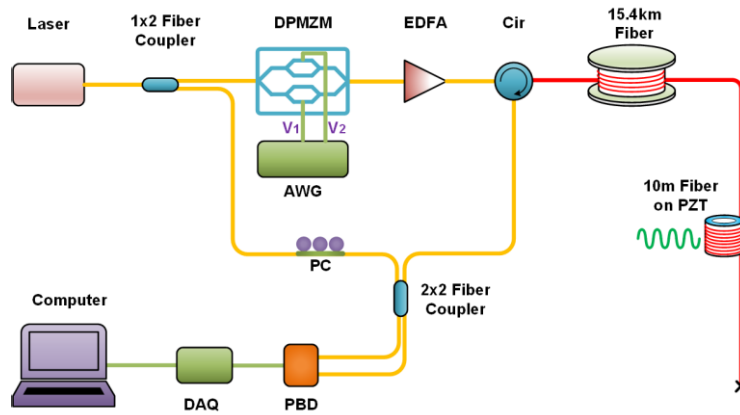 Laser
1x2 Fiber
Coupler
DPMZM
EDFA
Cir
15.4km
Fiber
V1
V2
AWG
10m Fiber
on PZT
PC
2x2 Fiber
Coupler
Computer
DAQ
PBD